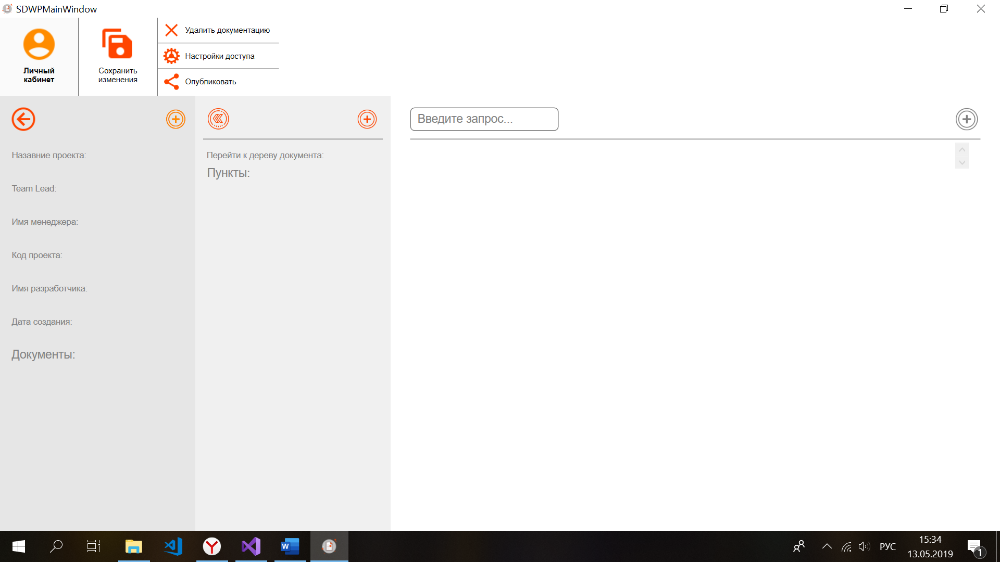 SDWPMainWindow
Личный
кабинет
Сохранить
изменения
Удалить документацию
Настройки доступа
Опубликовать
Назавние проекта:
Team Lead:
Имя менеджера:
Код проекта:
Имя разработчика:
Дата создания:
Документы:
Перейти к дереву документа:
Пункты:
Введите запрос...
W
РУС
15:34
13.05.2019
1